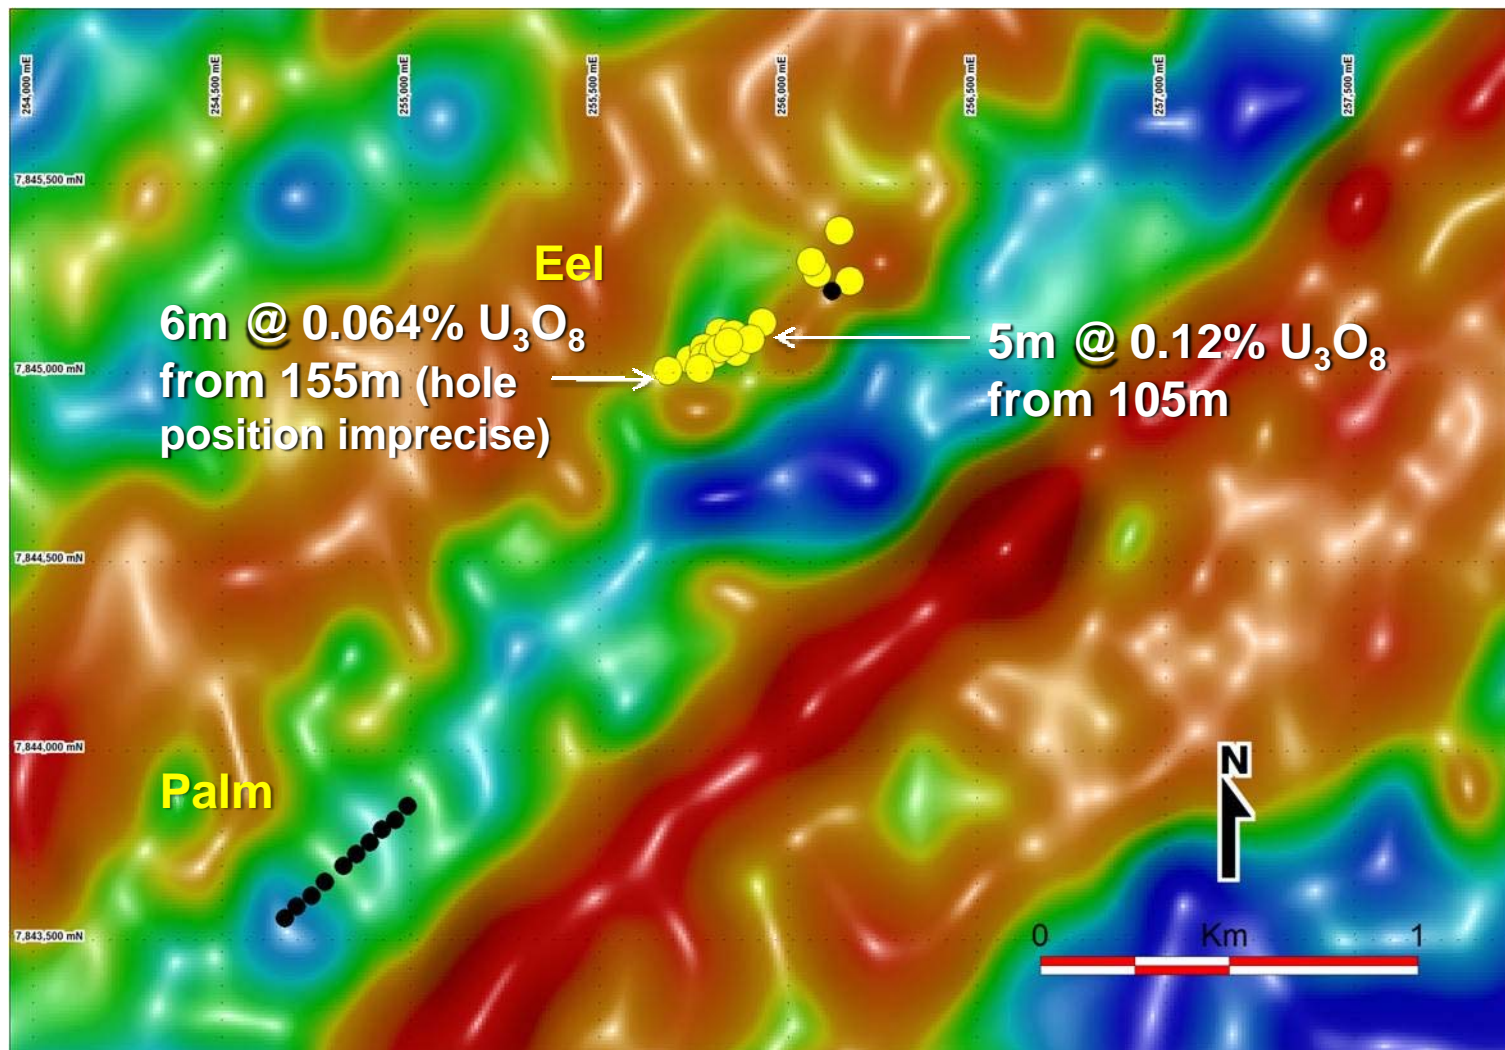 254,000 mE
254,500 mE
255,000 mE
255,500 mE
256,000 mE
256,500 mE
257,000 mE
257,500 mE
7,845,500 mN
Eel
6m @ 0.064% U₃O₈
from 155m (hole
position imprecise)
5m @ 0.12% U₃O₈
from 105m
7,845,000 mN
7,844,500 mN
7,844,000 mN
N
Palm
7,843,500 mN
0 Km 1